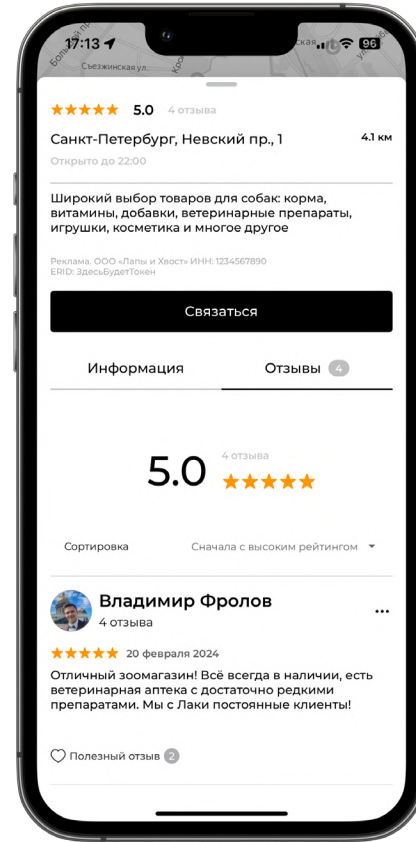 17:13
96
Съезжинская ул.
5.0 4 отзыва
Санкт-Петербург, Невский пр., 1 4.1 км
Открыто до 22:00
Широкий выбор товаров для собак: корма,
витамины, добавки, ветеринарные препараты,
игрушки, косметика и многое другое
Реклама. ООО «Лапы и Хвост» ИНН: 1234567890
ERID: ЗдесьБудетТокен
Связаться
Информация Отзывы 4
4 отзыва
5.0
Сортировка Сначала с высоким рейтингом
Владимир Фролов
4 отзыва
20 февраля 2024
Отличный зоомагазин! Всё всегда в наличии, есть
ветеринарная аптека с достаточно редкими
препаратами. Мы с Лаки постоянные клиенты!
Полезный отзыв 2